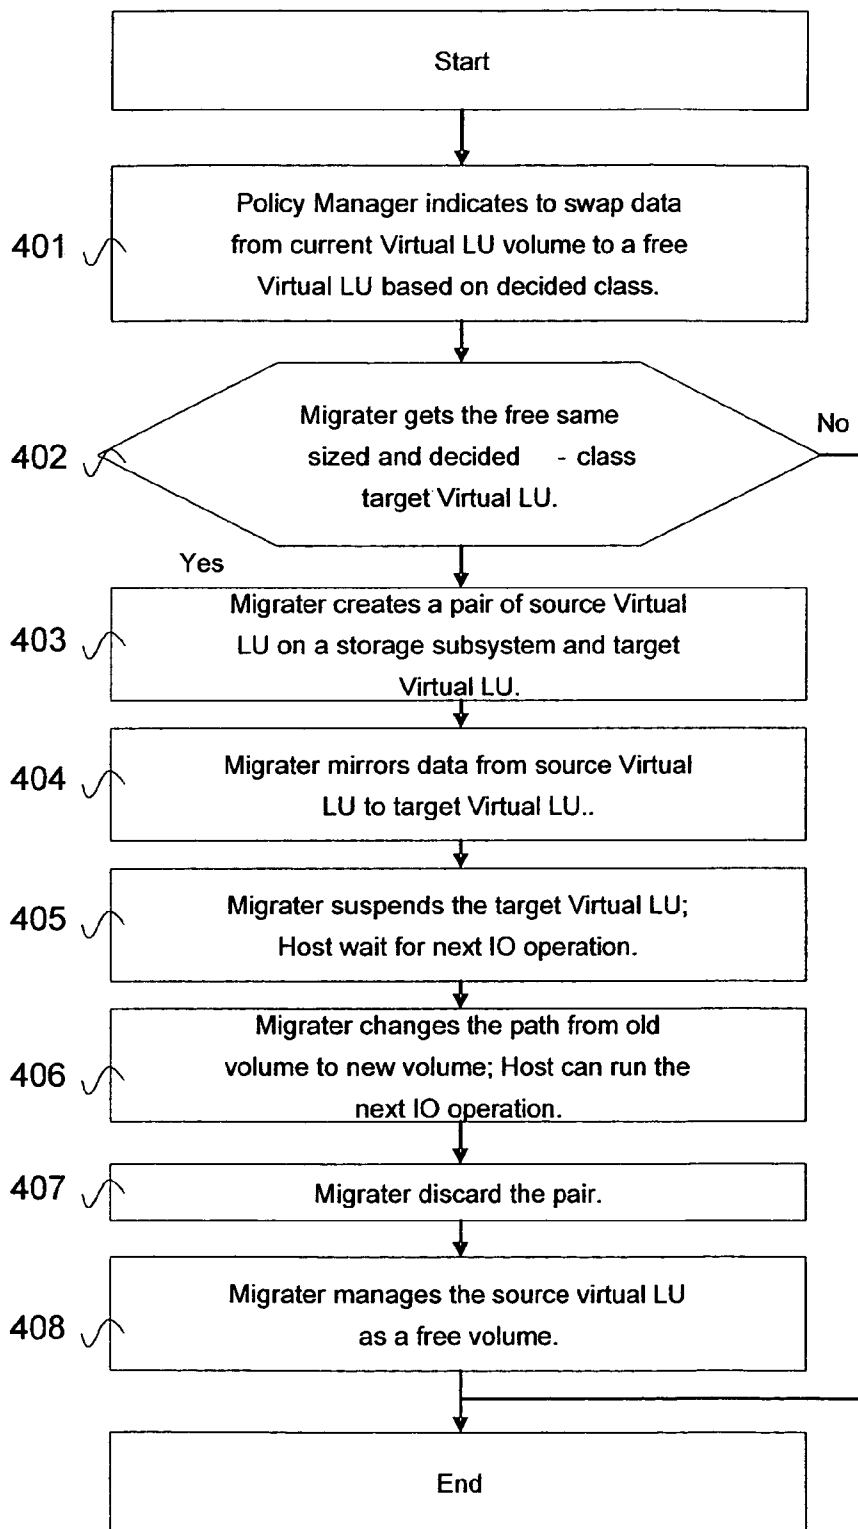 Start
401
Policy Manager indicates to swap data
from current Virtual LU volume to a free
Virtual LU based on decided class.
402
Migrater gets the free same
sized and decided - class
target Virtual LU.
No
Yes
403
Migrater creates a pair of source Virtual
LU on a storage subsystem and target
Virtual LU.
404
Migrater mirrors data from source Virtual
LU to target Virtual LU..
405
Migrater suspends the target Virtual LU;
Host wait for next IO operation.
406
Migrater changes the path from old
volume to new volume; Host can run the
next IO operation.
407
Migrater discard the pair.
408
Migrater manages the source virtual LU
as a free volume.
End